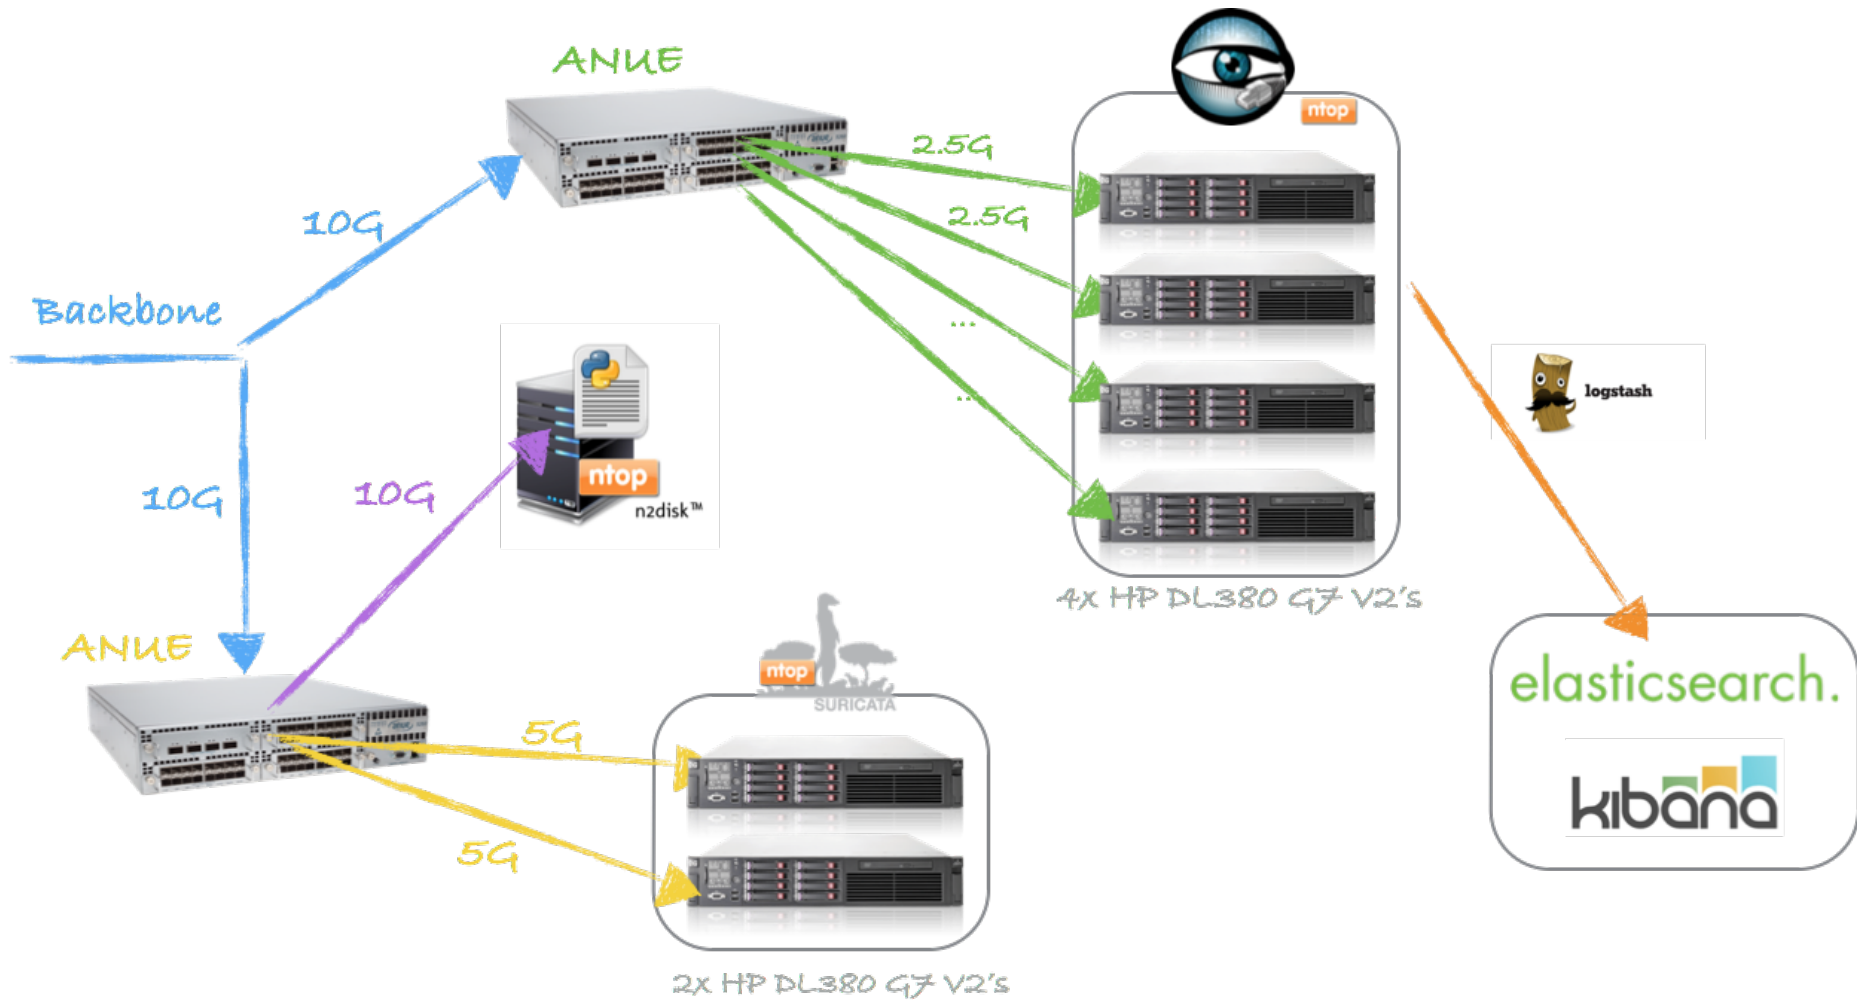 ANUE
ntop
2.5G
10G
2.5G
Backbone
...
logstash
...
ntop
10G
10G
n2disk™
4x HP DL380 G7 V2's
ANUE
ntop
SURICATA
elasticsearch.
5G
kibana
5G
2x HP DL380 G7 V2's